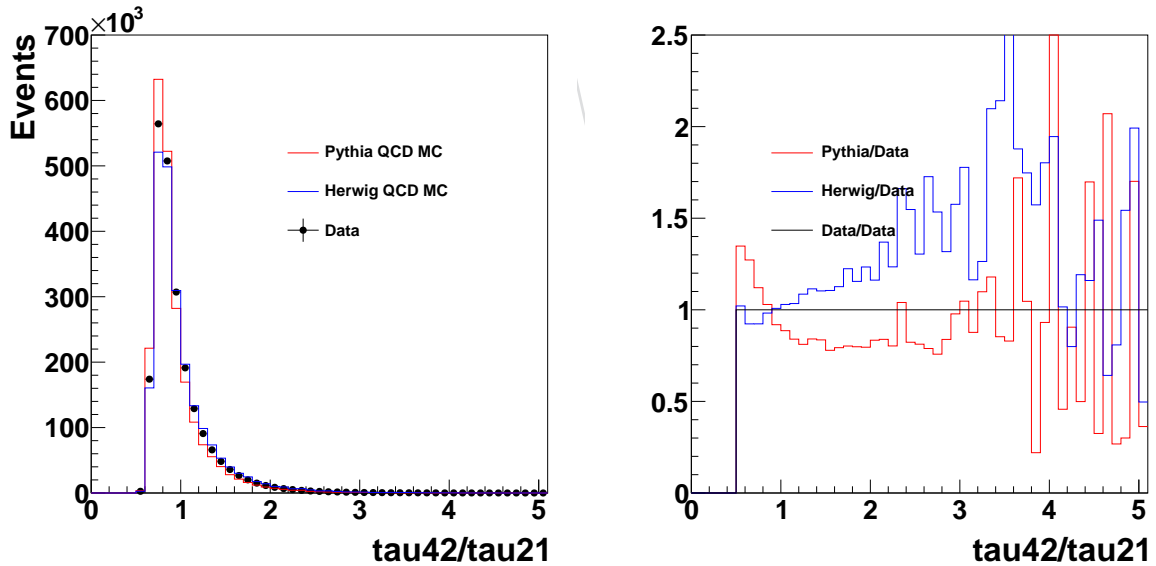 ×10³
700
600
500
400
300
200
100
0
0 1 2 3 4 5
Events
tau42/tau21
Pythia QCD MC
Herwig QCD MC
Data
2.5
2
1.5
1
0.5
0
0 1 2 3 4 5
tau42/tau21
Pythia/Data
Herwig/Data
Data/Data